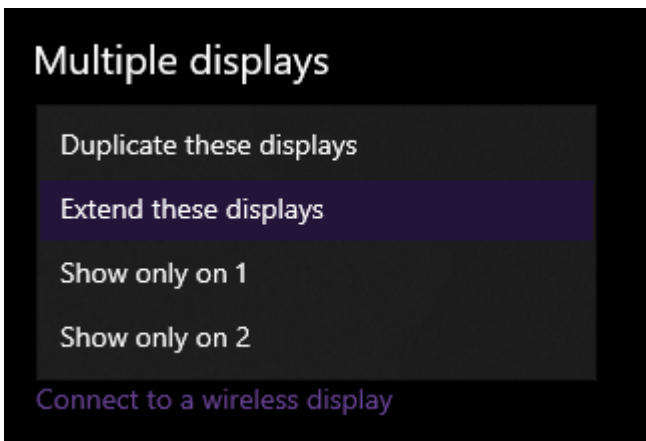 Multiple displays
Duplicate these displays
Extend these displays
Show only on 1
Show only on 2
Connect to a wireless display